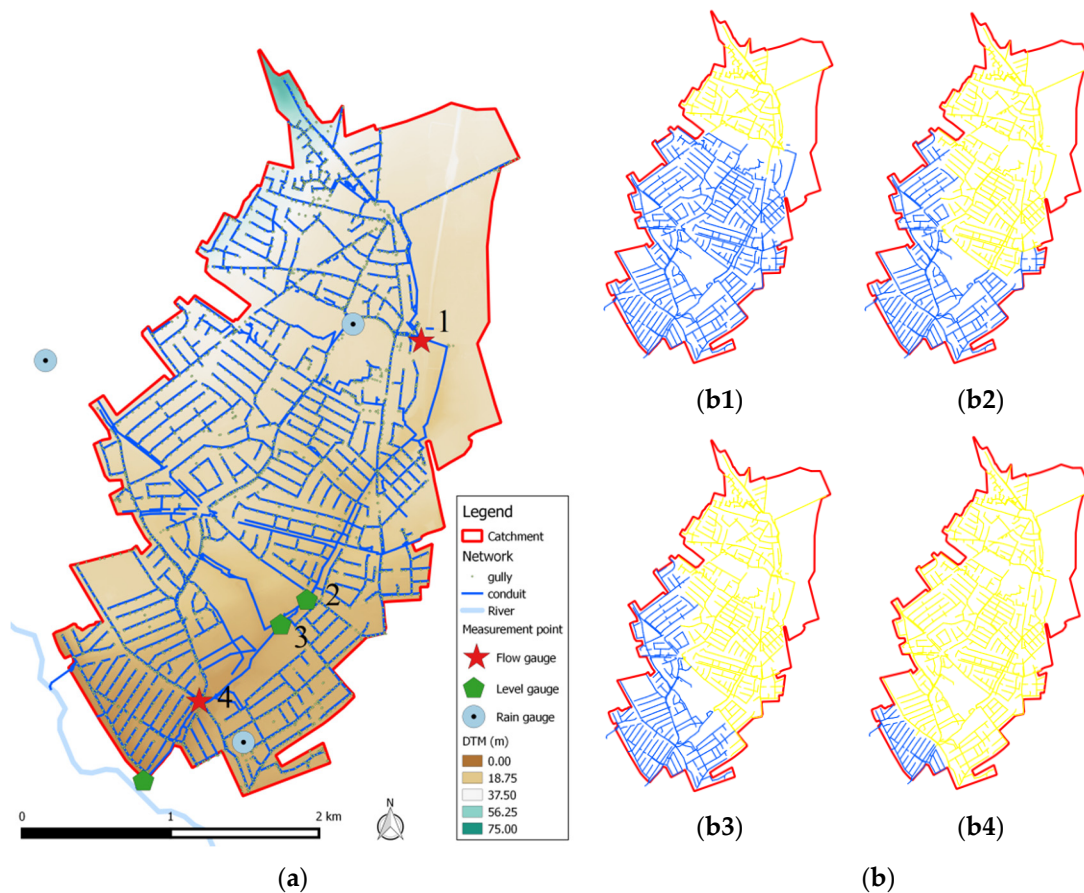 1
2
3
4
Legend
Catchment
Network
gully
conduit
River
Measurement point
Flow gauge
Level gauge
Rain gauge
DTM (m)
0.00
18.75
37.50
56.25
75.00
0 1 2 km
N
(a)
(b1) (b2)
(b3) (b4)
(b)